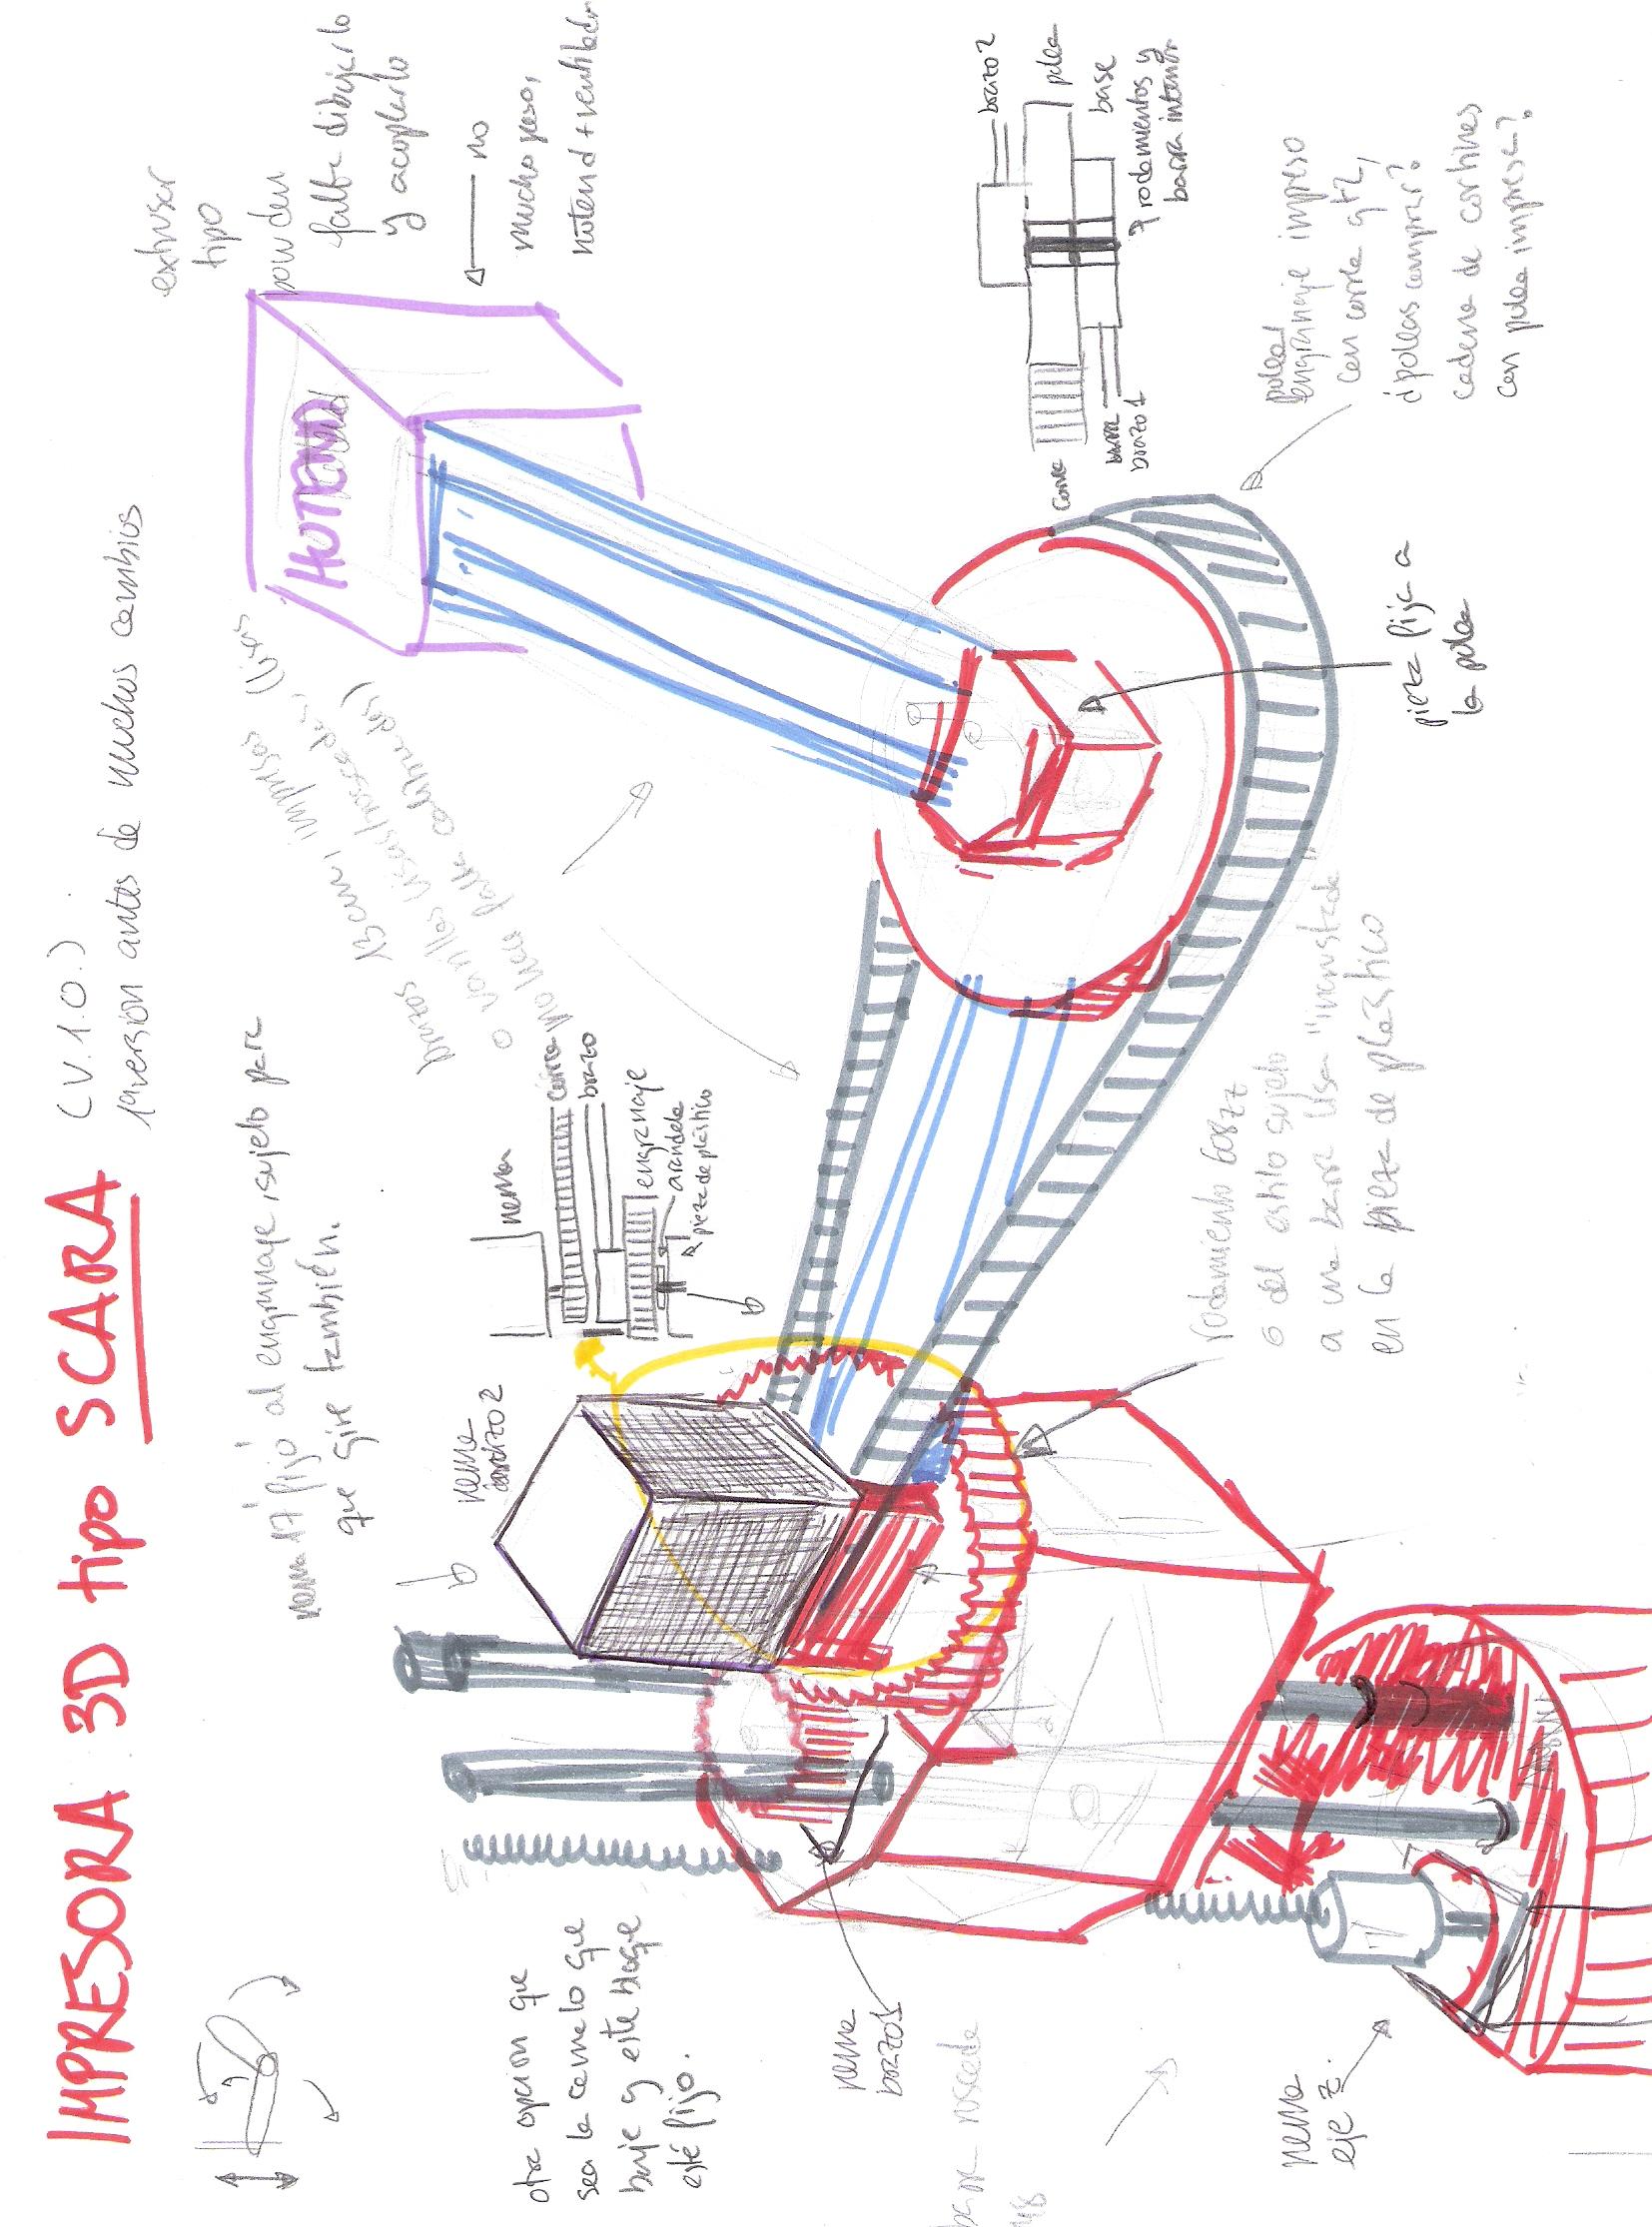 IMPRESORA 3D tipo SCARA
(V.1.0.)
1ª versión antes de muchos cambios
extrusor
tipo
bowden
falta dibujarlo
y acoplarlo
nema 17 'fijo' al engranaje, sujeto para
que gire también.
brazos 13cm, impresos
o varillas lisas/roscadas, (lisas
no hace falta calibradas)
HOTEND
no
mucho peso,
hotend + ventilador
nema
brazo 2
nema
correa
brazo
engranaje
arandela
pieza de plástico
otra opción que
sea la cama lo que
baje y este bloque
esté fijo.
nema
brazo 1
barra roscada
nema
eje z.
rodamiento 608zz
o del estilo sujeto
a una barra lisa "incrustada"
en la pieza de plástico
pieza fija a
la polea
brazo 2
correa
polea
barra
brazo 1
base
rodamientos y
barra interior
polea/
engranaje impreso
con correa gt2,
¿poleas comprar?
cadena de cortinas
con polea impresa?